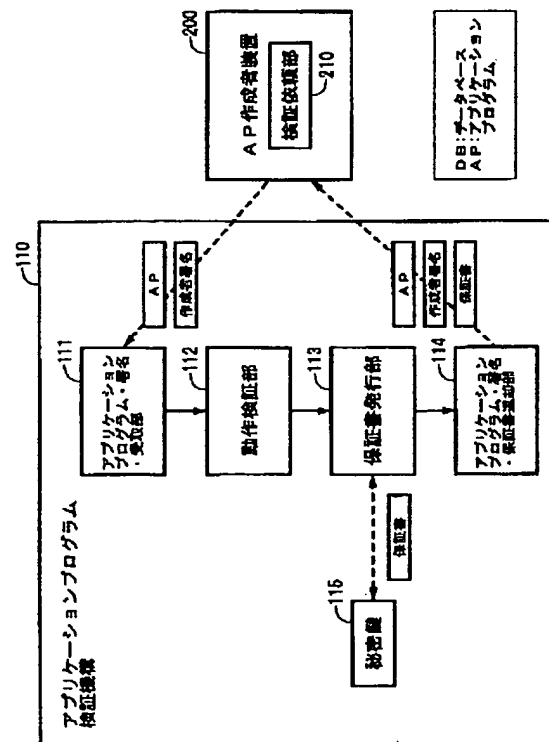 アプリケーションプログラム
検証機構
110
111
アプリケーション
プログラム・署名
・受取部
112
動作検証部
113
保証書発行部
114
アプリケーション
プログラム・署名
・保証書返却部
115
秘密鍵
保証書
AP
作成者署名
AP
作成者署名
保証書
200
AP作成者装置
検証依頼部
210
DB:データベース
AP:アプリケーション
プログラム